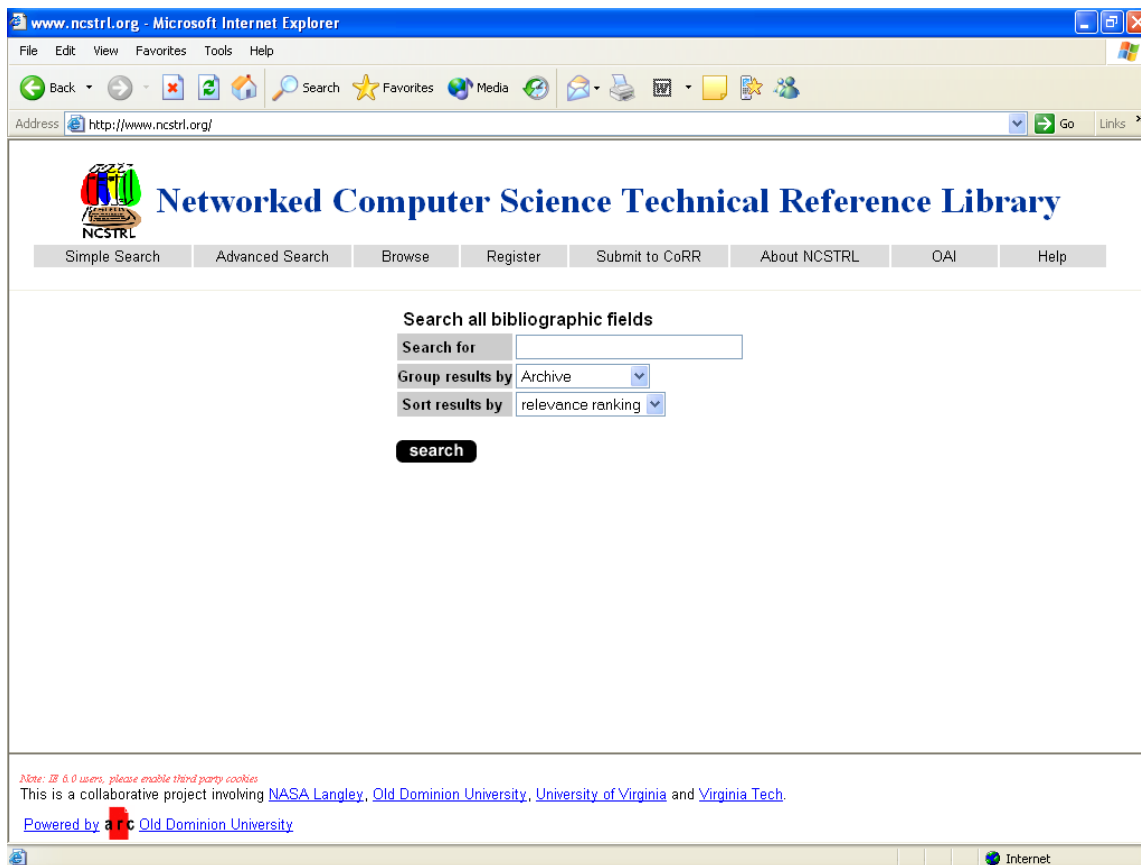 www.ncstrl.org - Microsoft Internet Explorer
File Edit View Favorites Tools Help
Back Search Favorites Media
Address http://www.ncstrl.org/ Go Links
NCSTRL
Networked Computer Science Technical Reference Library
Simple Search Advanced Search Browse Register Submit to CoRR About NCSTRL OAI Help
Search all bibliographic fields
Search for
Group results by Archive
Sort results by relevance ranking
search
Note: IE 6.0 users, please enable third party cookies
This is a collaborative project involving NASA Langley, Old Dominion University, University of Virginia and Virginia Tech.
Powered by arc Old Dominion University
Internet